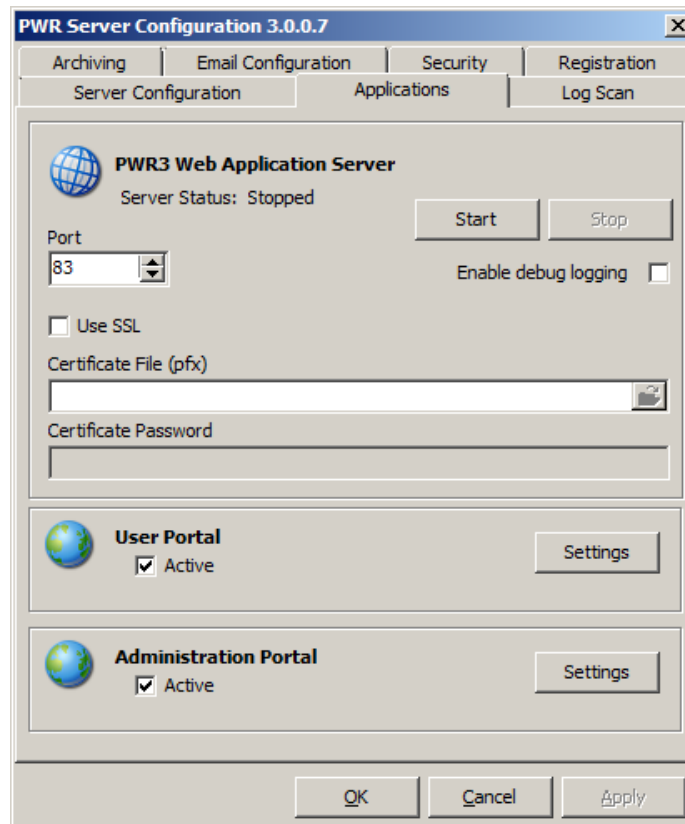 PWR Server Configuration 3.0.0.7
Archiving Email Configuration Security Registration
Server Configuration Applications Log Scan
PWR3 Web Application Server
Server Status: Stopped
Start Stop
Port
83
Enable debug logging
Use SSL
Certificate File (pfx)
Certificate Password
User Portal
Active
Settings
Administration Portal
Active
Settings
OK Cancel Apply